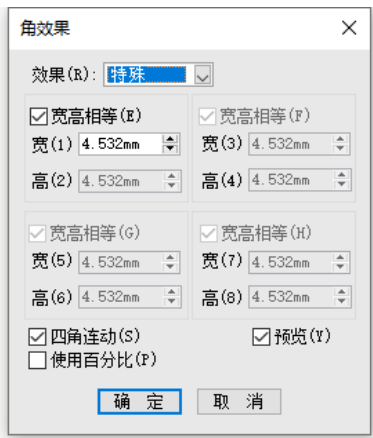 角效果
效果(R): 特殊
宽高相等(E) 宽高相等(F)
宽(1) 4.532mm 宽(3) 4.532mm
高(2) 4.532mm 高(4) 4.532mm
宽高相等(G) 宽高相等(H)
宽(5) 4.532mm 宽(7) 4.532mm
高(6) 4.532mm 高(8) 4.532mm
四角连动(S) 预览(Y)
使用百分比(P)
确 定 取 消